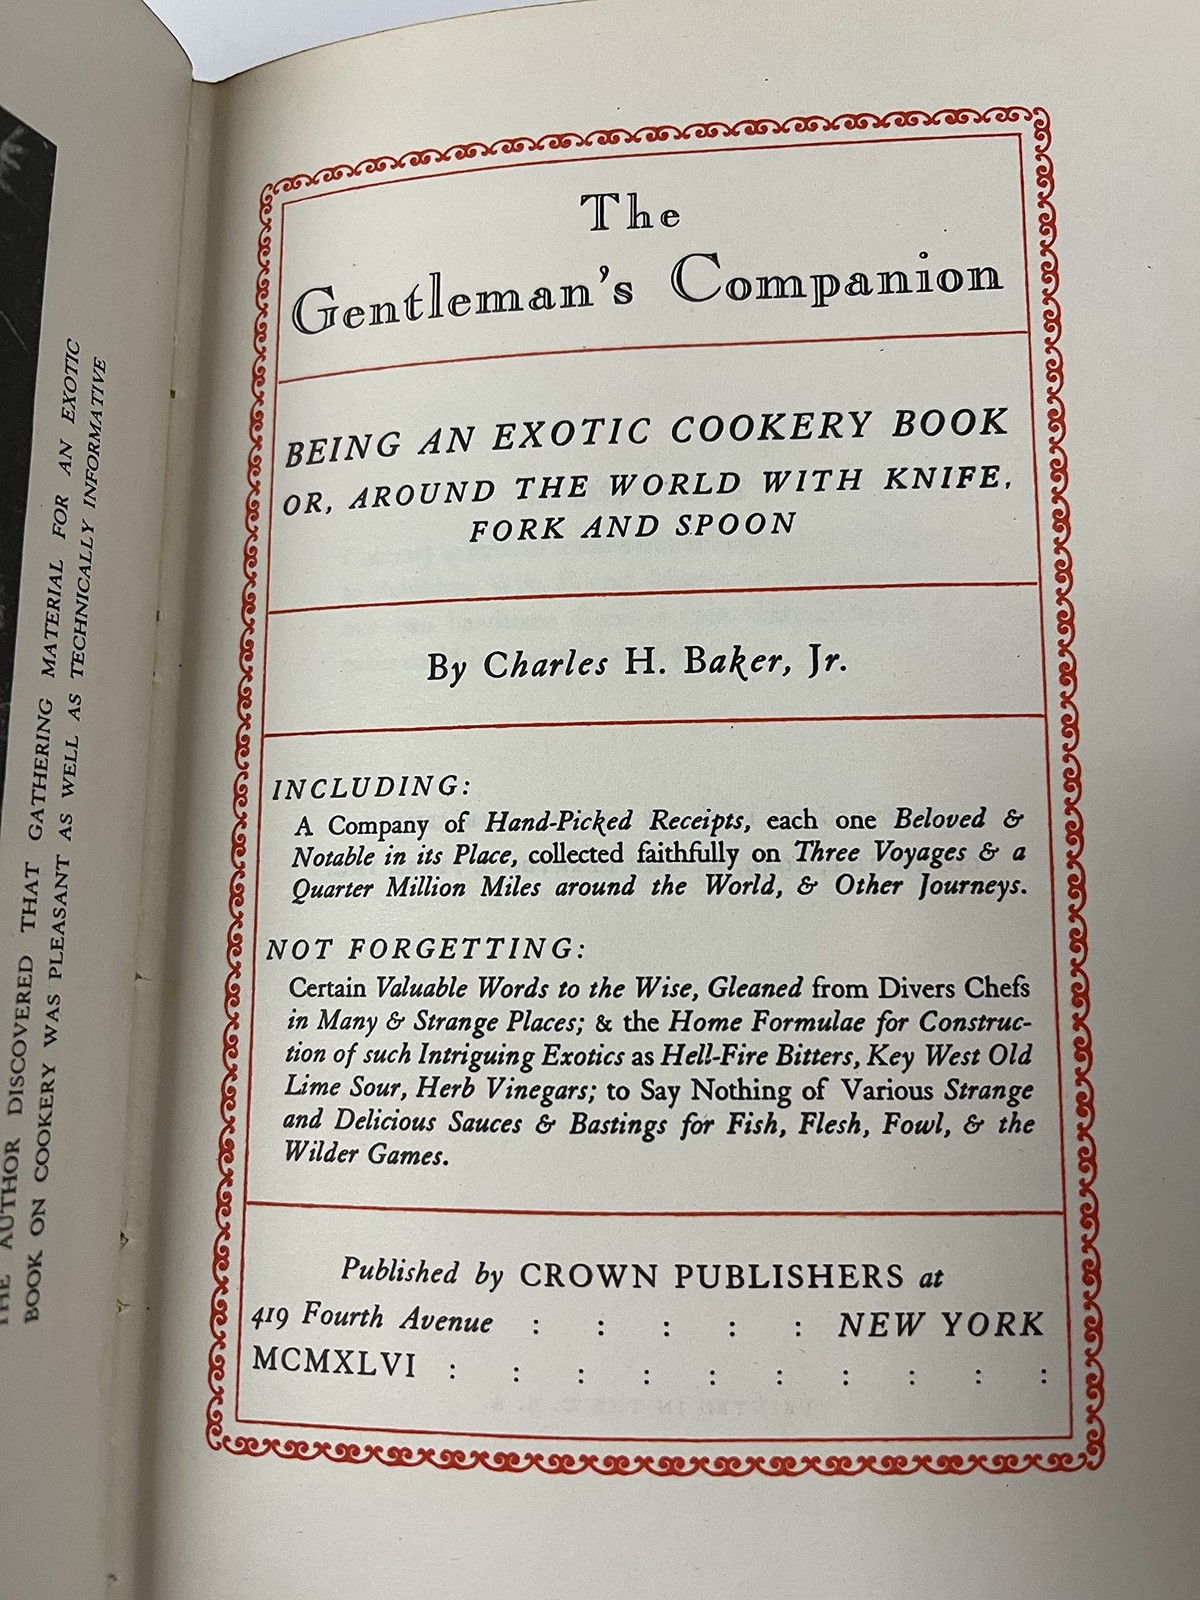 THE AUTHOR DISCOVERED THAT GATHERING MATERIAL FOR AN EXOTIC
BOOK ON COOKERY WAS PLEASANT AS WELL AS TECHNICALLY INFORMATIVE
The
Gentleman's Companion
BEING AN EXOTIC COOKERY BOOK
OR, AROUND THE WORLD WITH KNIFE,
FORK AND SPOON
By Charles H. Baker, Jr.
INCLUDING:
A Company of Hand-Picked Receipts, each one Beloved &
Notable in its Place, collected faithfully on Three Voyages & a
Quarter Million Miles around the World, & Other Journeys.
NOT FORGETTING:
Certain Valuable Words to the Wise, Gleaned from Divers Chefs
in Many & Strange Places; & the Home Formulae for Construc-
tion of such Intriguing Exotics as Hell-Fire Bitters, Key West Old
Lime Sour, Herb Vinegars; to Say Nothing of Various Strange
and Delicious Sauces & Bastings for Fish, Flesh, Fowl, & the
Wilder Games.
Published by CROWN PUBLISHERS at
419 Fourth Avenue : : : : : NEW YORK
MCMXLVI : : : : : : : : : :